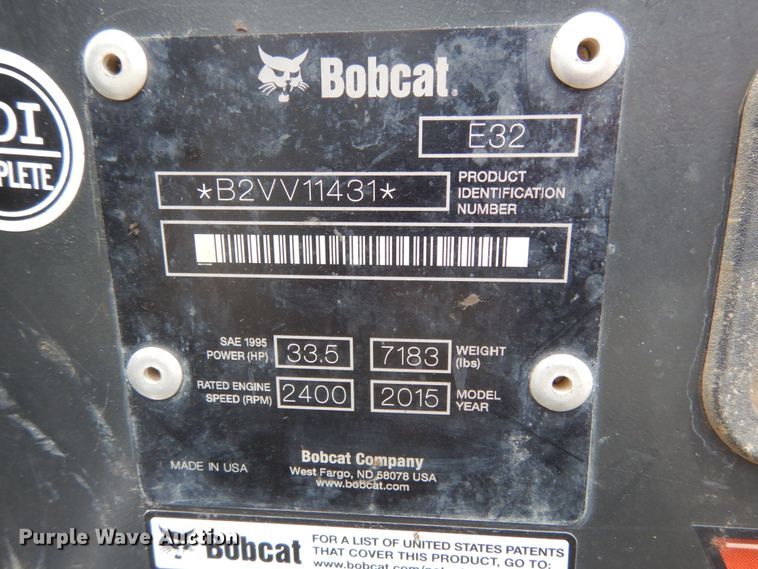 Bobcat®
E32
*B2VV11431*
PRODUCT
IDENTIFICATION
NUMBER
SAE 1995
POWER (HP)
33.5
7183
WEIGHT
(lbs)
RATED ENGINE
SPEED (RPM)
2400
2015
MODEL
YEAR
Bobcat Company
MADE IN USA
West Fargo, ND 58078 USA
www.bobcat.com
Purple Wave Auction
Bobcat
FOR A LIST OF UNITED STATES PATENTS
THAT COVER THIS PRODUCT, GO TO: